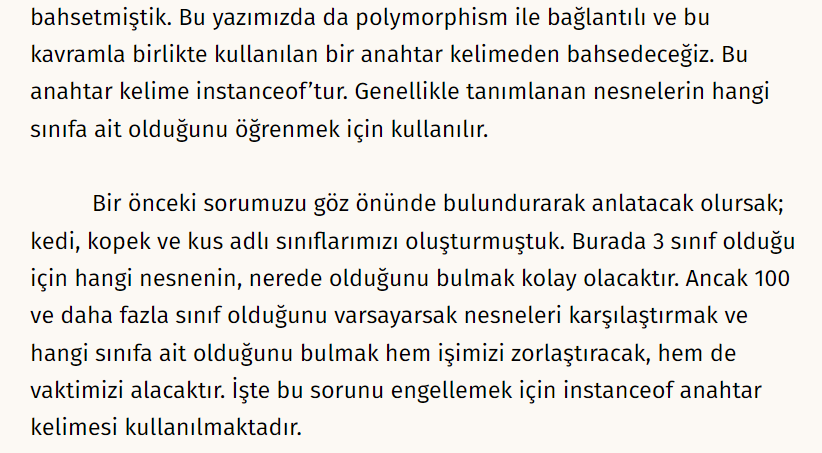 bahsetmiştik. Bu yazımızda da polymorphism ile bağlantılı ve bu
kavramla birlikte kullanılan bir anahtar kelimeden bahsedeceğiz. Bu
anahtar kelime instanceof’tur. Genellikle tanımlanan nesnelerin hangi
sınıfa ait olduğunu öğrenmek için kullanılır.
Bir önceki sorumuzu göz önünde bulundurarak anlatacak olursak;
kedi, kopek ve kus adlı sınıflarımızı oluşturmuştuk. Burada 3 sınıf olduğu
için hangi nesnenin, nerede olduğunu bulmak kolay olacaktır. Ancak 100
ve daha fazla sınıf olduğunu varsayarsak nesneleri karşılaştırmak ve
hangi sınıfa ait olduğunu bulmak hem işimizi zorlaştıracak, hem de
vaktimizi alacaktır. İşte bu sorunu engellemek için instanceof anahtar
kelimesi kullanılmaktadır.